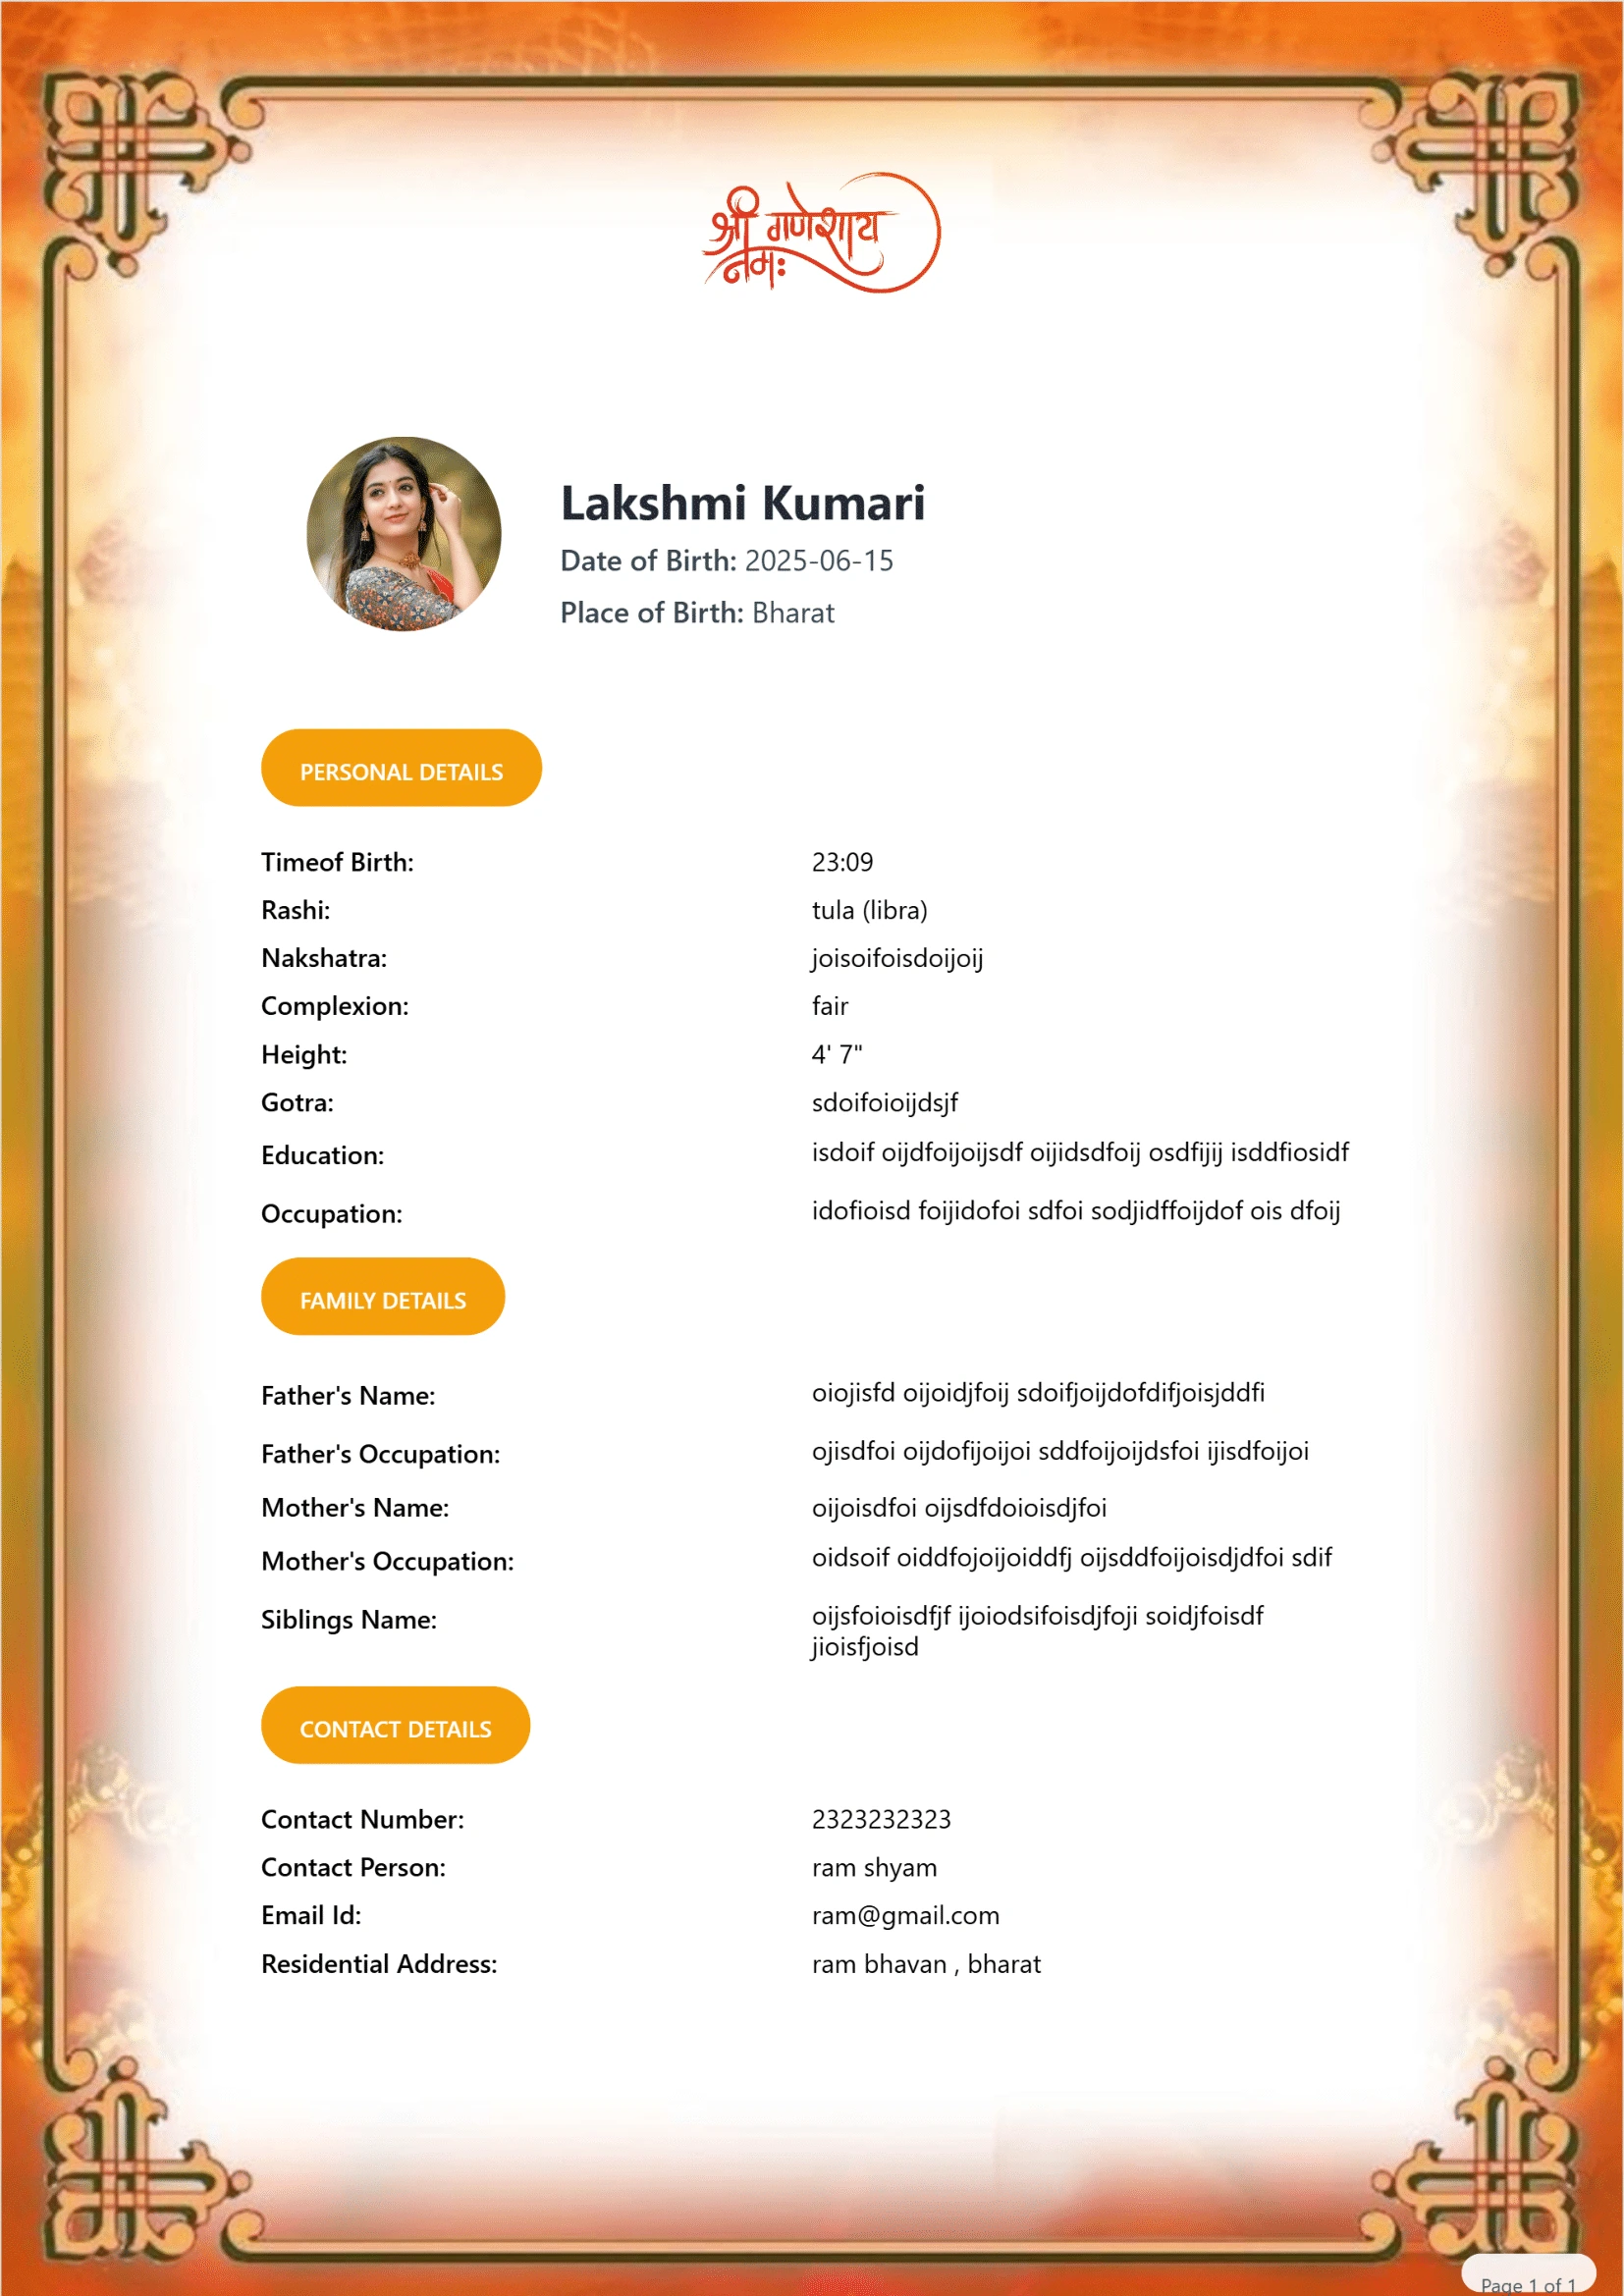 श्री गणेशाय
नमः
Lakshmi Kumari
Date of Birth: 2025-06-15
Place of Birth: Bharat
PERSONAL DETAILS
Timeof Birth: 23:09
Rashi: tula (libra)
Nakshatra: joisoifoisdoijoij
Complexion: fair
Height: 4' 7"
Gotra: sdoifoioijdsjf
Education: isdoif oijdfoijoijsdf oijidsdfoij osdfijij isddfiosidf
Occupation: idofioisd foijidofoi sdfoi sodjidffoijdof ois dfoij
FAMILY DETAILS
Father's Name: oiojisfd oijoidjfoij sdoifjoijdofdifjoisjddfi
Father's Occupation: ojisdfoi oijdofijoijoi sddfoijoijdsfoi ijisdfoijoi
Mother's Name: oijoisdfoi oijsdfdoioisdjfoi
Mother's Occupation: oidsoif oiddfojoijoiddfj oijsddfoijoisdjdfoi sdif
Siblings Name: oijsfoioisdfjf ijoiodsifoisdjfoji soidjfoisdf
jioisfjoisd
CONTACT DETAILS
Contact Number: 2323232323
Contact Person: ram shyam
Email Id: ram@gmail.com
Residential Address: ram bhavan , bharat
Page 1 of 1